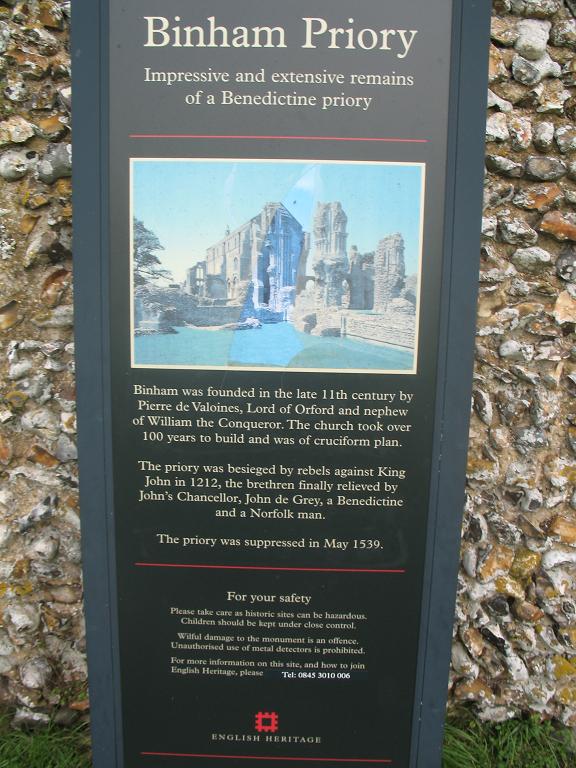 Binham Priory
Impressive and extensive remains
of a Benedictine priory
Binham was founded in the late 11th century by
Pierre de Valoines, Lord of Orford and nephew
of William the Conqueror. The church took over
100 years to build and was of cruciform plan.
The priory was besieged by rebels against King
John in 1212, the brethren finally relieved by
John's Chancellor, John de Grey, a Benedictine
and a Norfolk man.
The priory was suppressed in May 1539.
For your safety
Please take care as historic sites can be hazardous.
Children should be kept under close control.
Wilful damage to the monument is an offence.
Unauthorised use of metal detectors is prohibited.
For more information on this site, and how to join
English Heritage, please Tel: 0845 3010 006
ENGLISH HERITAGE